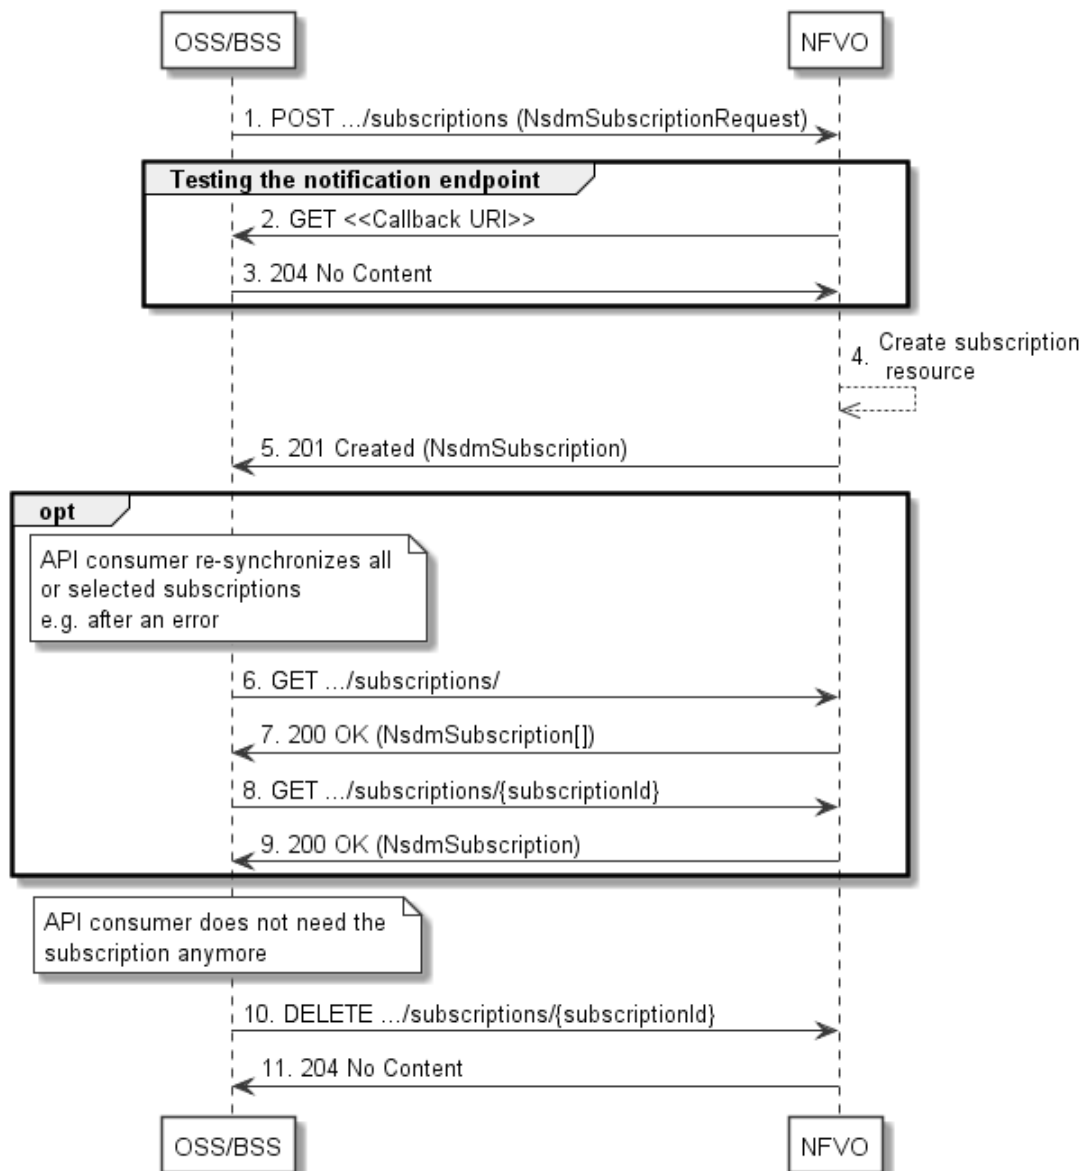 OSS/BSS
NFVO
1. POST .../subscriptions (NsdmSubscriptionRequest)
Testing the notification endpoint
2. GET <<Callback URI>>
3. 204 No Content
4. Create subscription
resource
5. 201 Created (NsdmSubscription)
opt
API consumer re-synchronizes all
or selected subscriptions
e.g. after an error
6. GET .../subscriptions/
7. 200 OK (NsdmSubscription[])
8. GET .../subscriptions/{subscriptionId}
9. 200 OK (NsdmSubscription)
API consumer does not need the
subscription anymore
10. DELETE .../subscriptions/{subscriptionId}
11. 204 No Content
OSS/BSS
NFVO